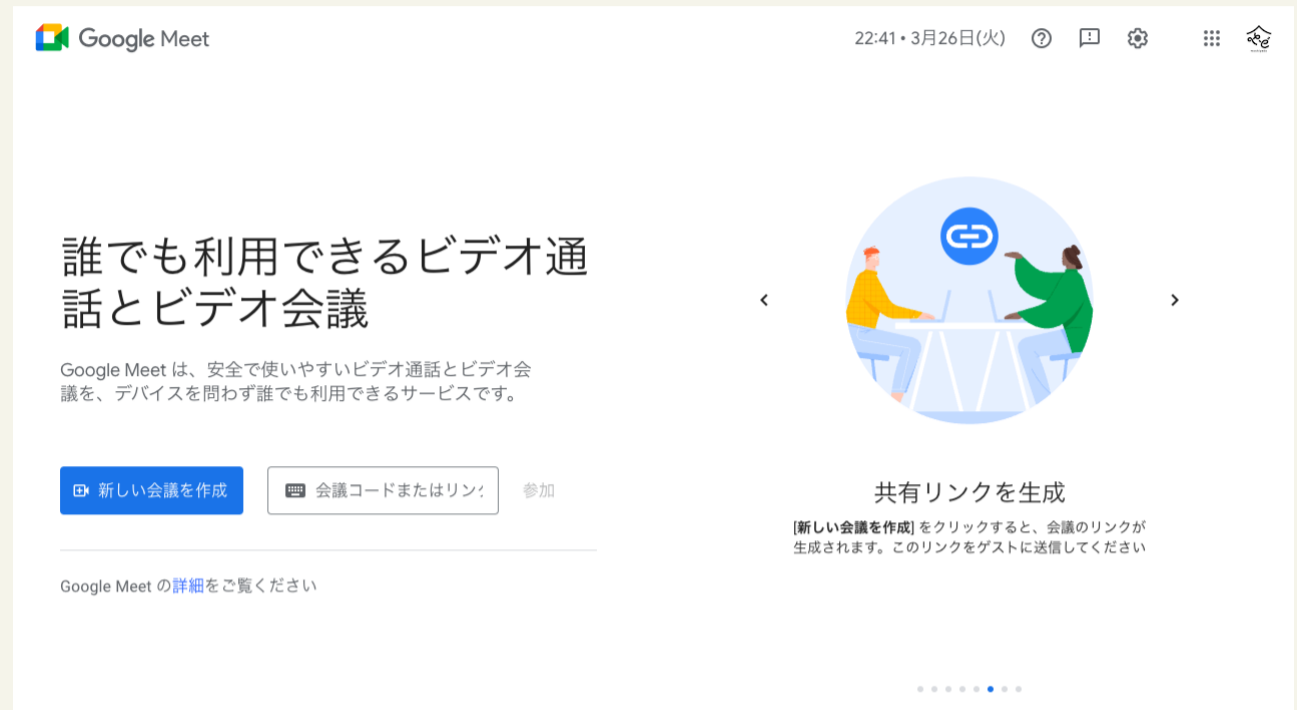 Google Meet
22:41 • 3月26日(火)
誰でも利用できるビデオ通
話とビデオ会議
Google Meet は、安全で使いやすいビデオ通話とビデオ会
議を、デバイスを問わず誰でも利用できるサービスです。
新しい会議を作成
会議コードまたはリン
参加
Google Meet の詳細をご覧ください
共有リンクを生成
[新しい会議を作成] をクリックすると、会議のリンクが
生成されます。このリンクをゲストに送信してください